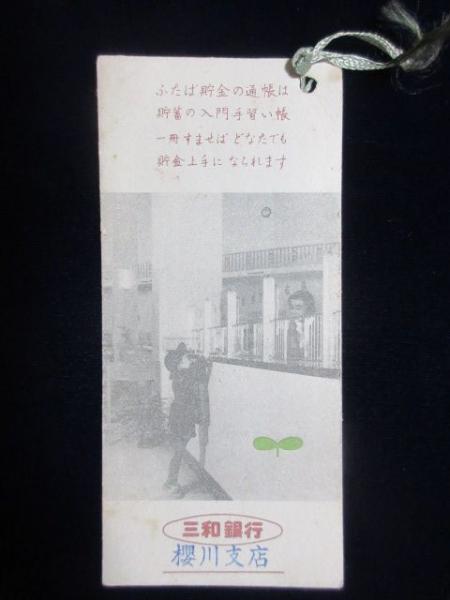 ふたば貯金の通帳は
貯蓄の入門手習い帳
一冊すませば どなたでも
貯金上手に なられます
三和銀行
櫻川支店